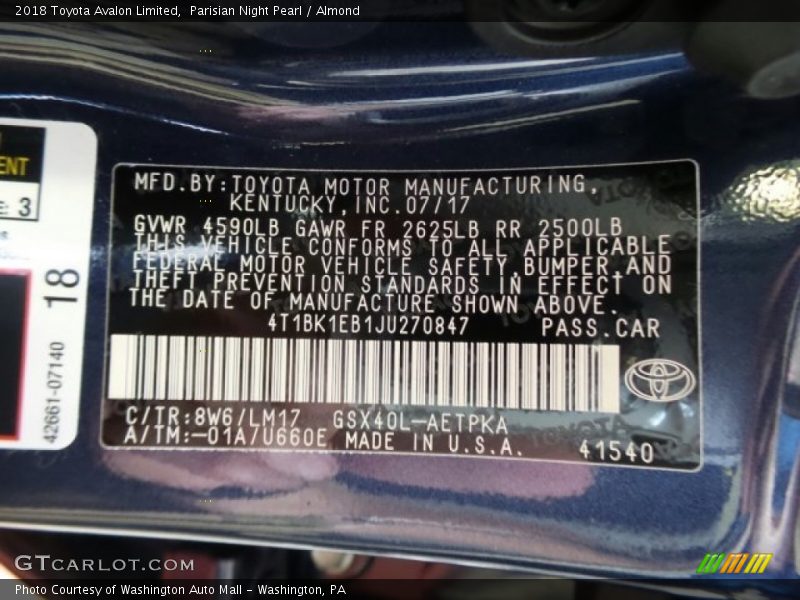 2018 Toyota Avalon Limited, Parisian Night Pearl / Almond
ENT
3
18
42661-07140
MFD.BY:TOYOTA MOTOR MANUFACTURING,
KENTUCKY,INC.07/17
GVWR 4590LB GAWR FR 2625LB RR 2500LB
THIS VEHICLE CONFORMS TO ALL APPLICABLE
FEDERAL MOTOR VEHICLE SAFETY,BUMPER,AND
THEFT PREVENTION STANDARDS IN EFFECT ON
THE DATE OF MANUFACTURE SHOWN ABOVE.
4T1BK1EB1JU270847 PASS.CAR
C/TR:8W6/LM17 GSX40L-AETPKA
A/TM:-01A/U660E MADE IN U.S.A. 41540
GTCARLOT.COM
Photo Courtesy of Washington Auto Mall - Washington, PA